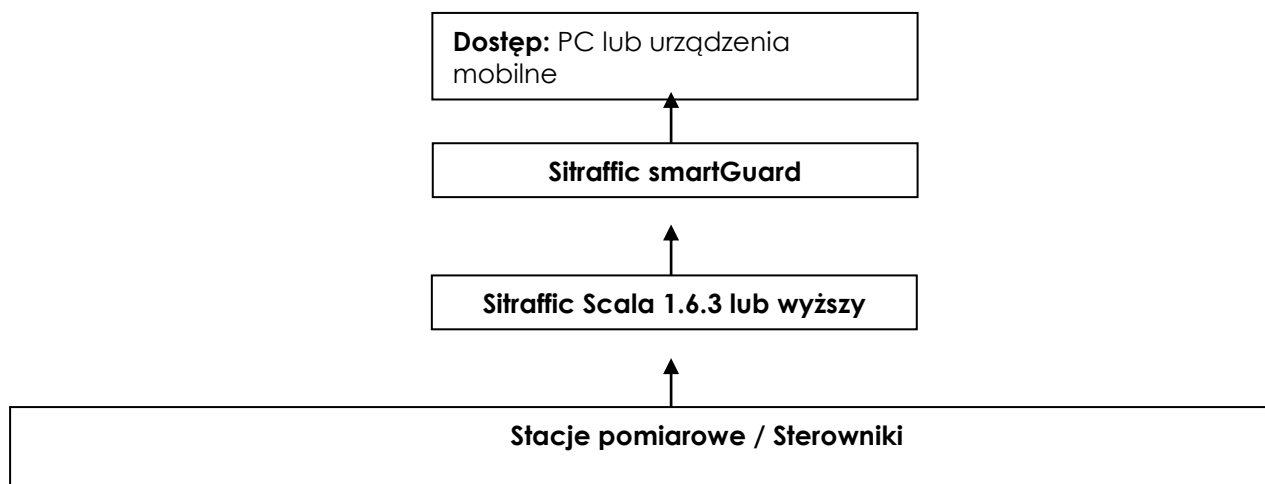 Dostęp: PC lub urządzenia
mobilne
Sitraffic smartGuard
Sitraffic Scala 1.6.3 lub wyższy
Stacje pomiarowe / Sterowniki